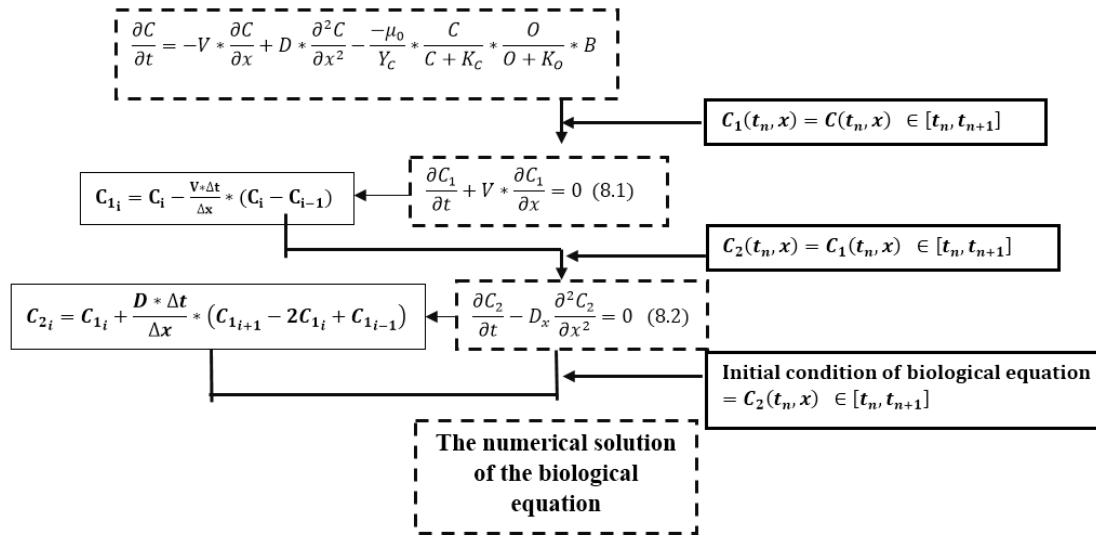 ∂C/∂t = −V * ∂C/∂x + D * ∂²C/∂x² − −μ₀/Y_C * C/(C + K_C) * O/(O + K_O) * B
C₁(tₙ, x) = C(tₙ, x) ∈ [tₙ, tₙ₊₁]
C₁ᵢ = Cᵢ − V*Δt/Δx * (Cᵢ − Cᵢ₋₁)
∂C₁/∂t + V * ∂C₁/∂x = 0 (8.1)
C₂(tₙ, x) = C₁(tₙ, x) ∈ [tₙ, tₙ₊₁]
C₂ᵢ = C₁ᵢ + D * Δt/Δx * (C₁ᵢ₊₁ − 2C₁ᵢ + C₁ᵢ₋₁)
∂C₂/∂t − Dₓ ∂²C₂/∂x² = 0 (8.2)
Initial condition of biological equation
= C₂(tₙ, x) ∈ [tₙ, tₙ₊₁]
The numerical solution
of the biological
equation